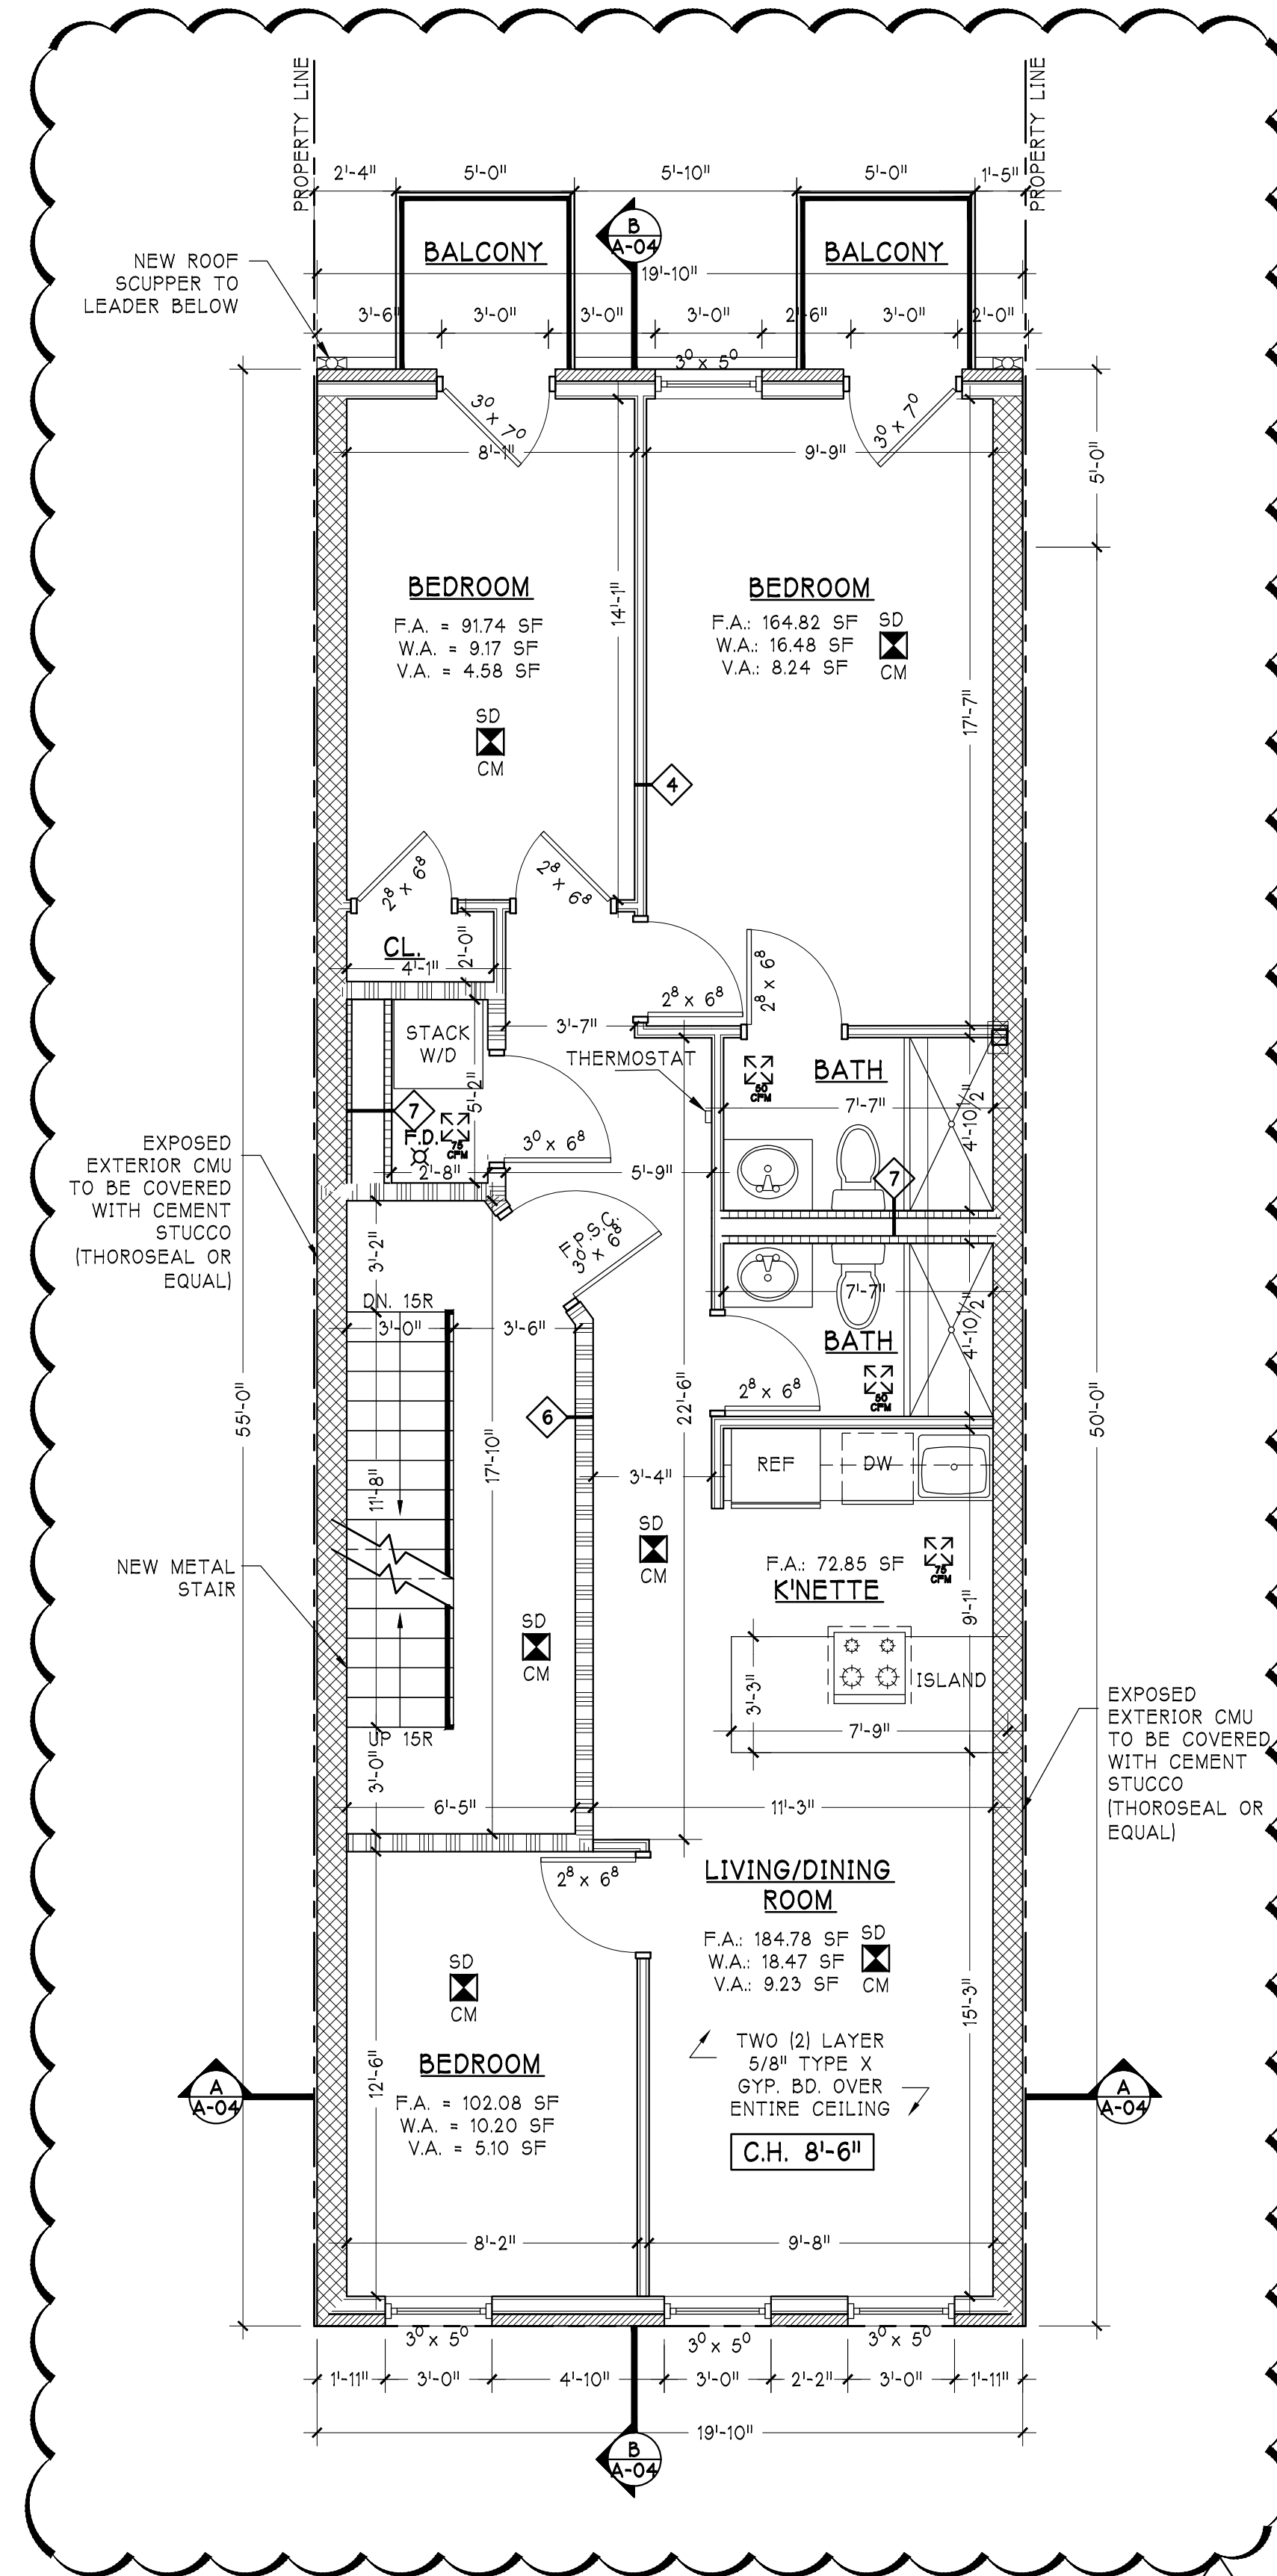 PROPERTY LINE
PROPERTY LINE
2'-4"
5'-0"
5'-10"
5'-0"
1'-5"
BALCONY
B
A-04
BALCONY
NEW ROOF
SCUPPER TO
LEADER BELOW
19'-10"
3'-6"
3'-0"
3'-0"
3'-0"
2'-6"
3'-0"
2'-0"
3⁰ x 5⁰
3⁰ x 7⁰
3⁰ x 7⁰
8'-1"
9'-9"
5'-0"
BEDROOM
F.A. = 91.74 SF
W.A. = 9.17 SF
V.A. = 4.58 SF
SD
CM
14'-1"
BEDROOM
F.A.: 164.82 SF
W.A.: 16.48 SF
V.A.: 8.24 SF
SD
CM
17'-7"
4
2⁸ x 6⁸
2⁸ x 6⁸
CL.
4'-1"
2'-0"
2⁸ x 6⁸
2⁸ x 6⁸
STACK
W/D
3'-7"
THERMOSTAT
BATH
50
CFM
7'-7"
4'-10 1/2"
5'-2"
7
F.D.
75
CFM
2'-8"
3⁰ x 6⁸
5'-9"
7
EXPOSED
EXTERIOR CMU
TO BE COVERED
WITH CEMENT
STUCCO
(THOROSEAL OR
EQUAL)
3'-2"
F.P.S.C.
3⁰ x 6⁸
7'-7"
4'-10 1/2"
BATH
50
CFM
DN. 15R
3'-0"
3'-6"
2⁸ x 6⁸
55'-0"
50'-0"
22'-6"
6
17'-10"
11'-8"
3'-4"
REF
DW
SD
CM
NEW METAL
STAIR
F.A.: 72.85 SF
K'NETTE
75
CFM
9'-1"
SD
CM
ISLAND
3'-3"
7'-9"
UP 15R
3'-0"
EXPOSED
EXTERIOR CMU
TO BE COVERED
WITH CEMENT
STUCCO
(THOROSEAL OR
EQUAL)
6'-5"
11'-3"
2⁸ x 6⁸
LIVING/DINING
ROOM
F.A.: 184.78 SF
W.A.: 18.47 SF
V.A.: 9.23 SF
SD
CM
SD
CM
15'-3"
12'-6"
BEDROOM
F.A. = 102.08 SF
W.A. = 10.20 SF
V.A. = 5.10 SF
TWO (2) LAYER
5/8" TYPE X
GYP. BD. OVER
ENTIRE CEILING
C.H. 8'-6"
A
A-04
A
A-04
8'-2"
9'-8"
3⁰ x 5⁰
3⁰ x 5⁰
3⁰ x 5⁰
1'-11"
3'-0"
4'-10"
3'-0"
2'-2"
3'-0"
1'-11"
19'-10"
B
A-04